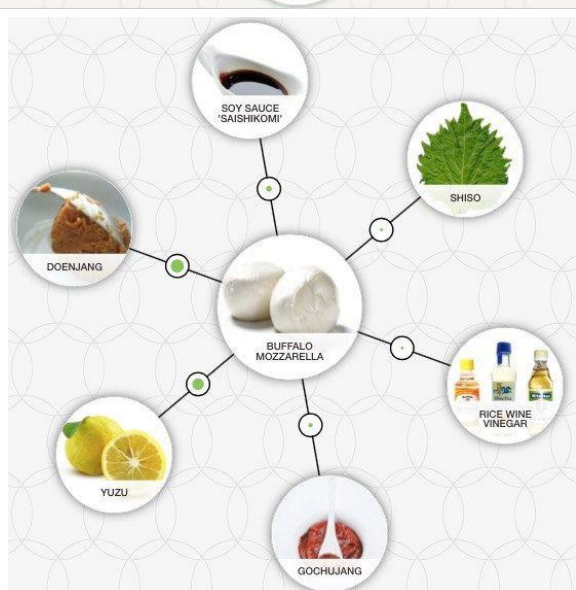 SOY SAUCE
'SAISHIKOMI'
SHISO
DOENJANG
BUFFALO
MOZZARELLA
RICE WINE
VINEGAR
YUZU
GOCHUJANG